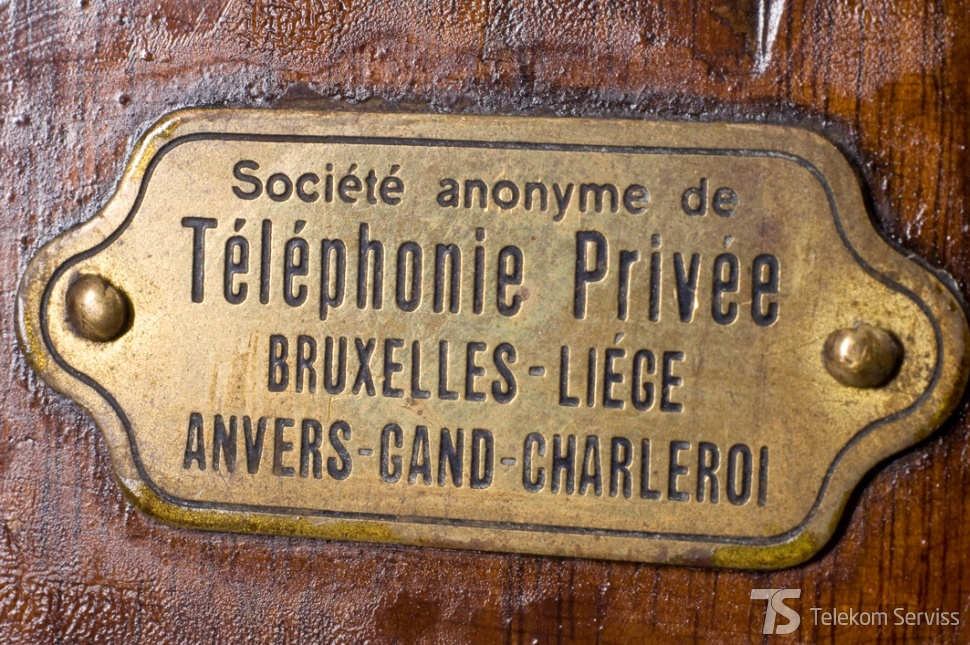 Société anonyme de
Téléphonie Privée
BRUXELLES-LIÉGE
ANVERS-GAND-CHARLEROI
TS Telekom Serviss